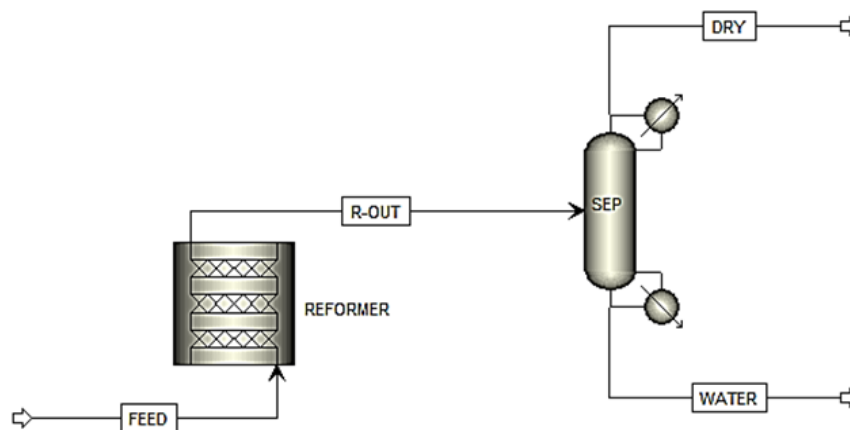 DRY
R-OUT
SEP
REFORMER
FEED
WATER